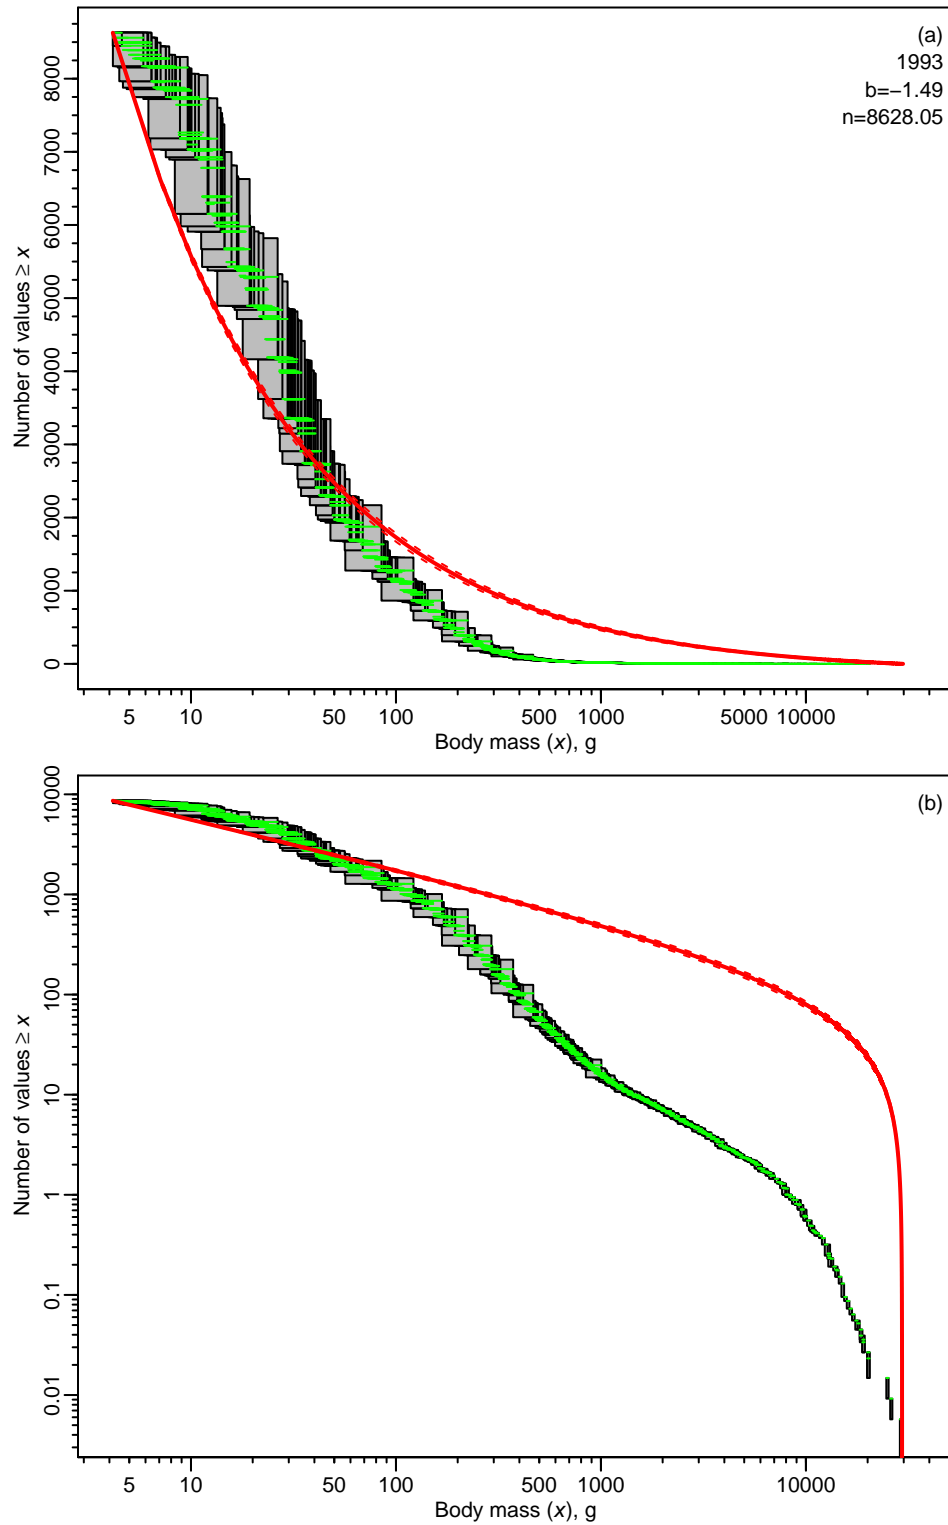 (a)
1993
b=−1.49
n=8628.05
Number of values ≥ x
0
1000
2000
3000
4000
5000
6000
7000
8000
5 10 50 100 500 1000 5000 10000
Body mass (x), g
(b)
Number of values ≥ x
0.01
0.1
1
10
100
1000
10000
5 10 50 100 500 1000 10000
Body mass (x), g